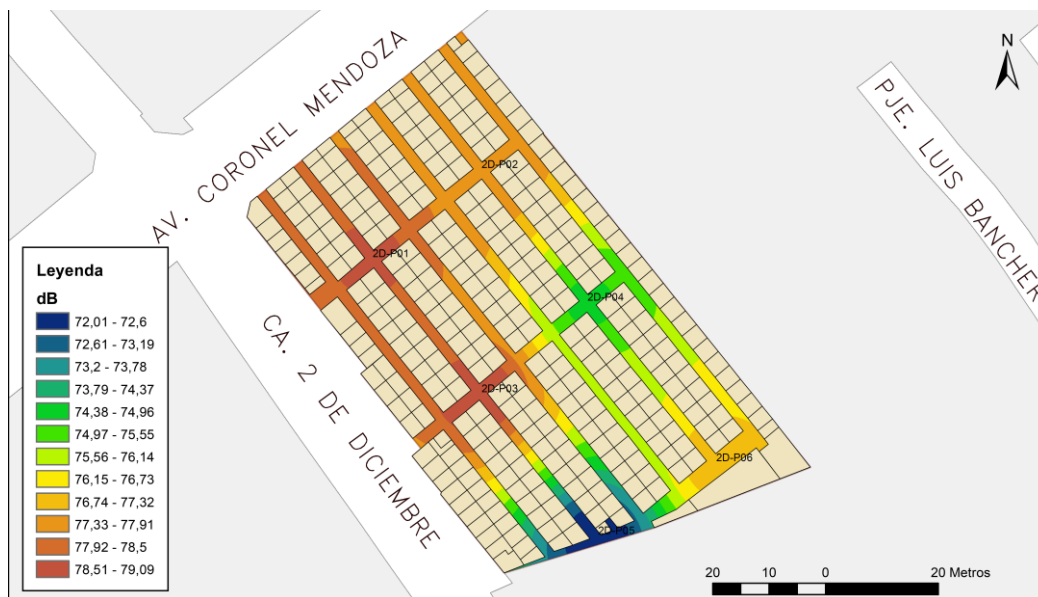 N
AV. CORONEL MENDOZA
PJE. LUIS BANCHER
CA. 2 DE DICIEMBRE
2D-P02
2D-P01
2D-P04
2D-P03
2D-P06
2D-P05
Leyenda
dB
72,01 - 72,6
72,61 - 73,19
73,2 - 73,78
73,79 - 74,37
74,38 - 74,96
74,97 - 75,55
75,56 - 76,14
76,15 - 76,73
76,74 - 77,32
77,33 - 77,91
77,92 - 78,5
78,51 - 79,09
20 10 0 20 Metros